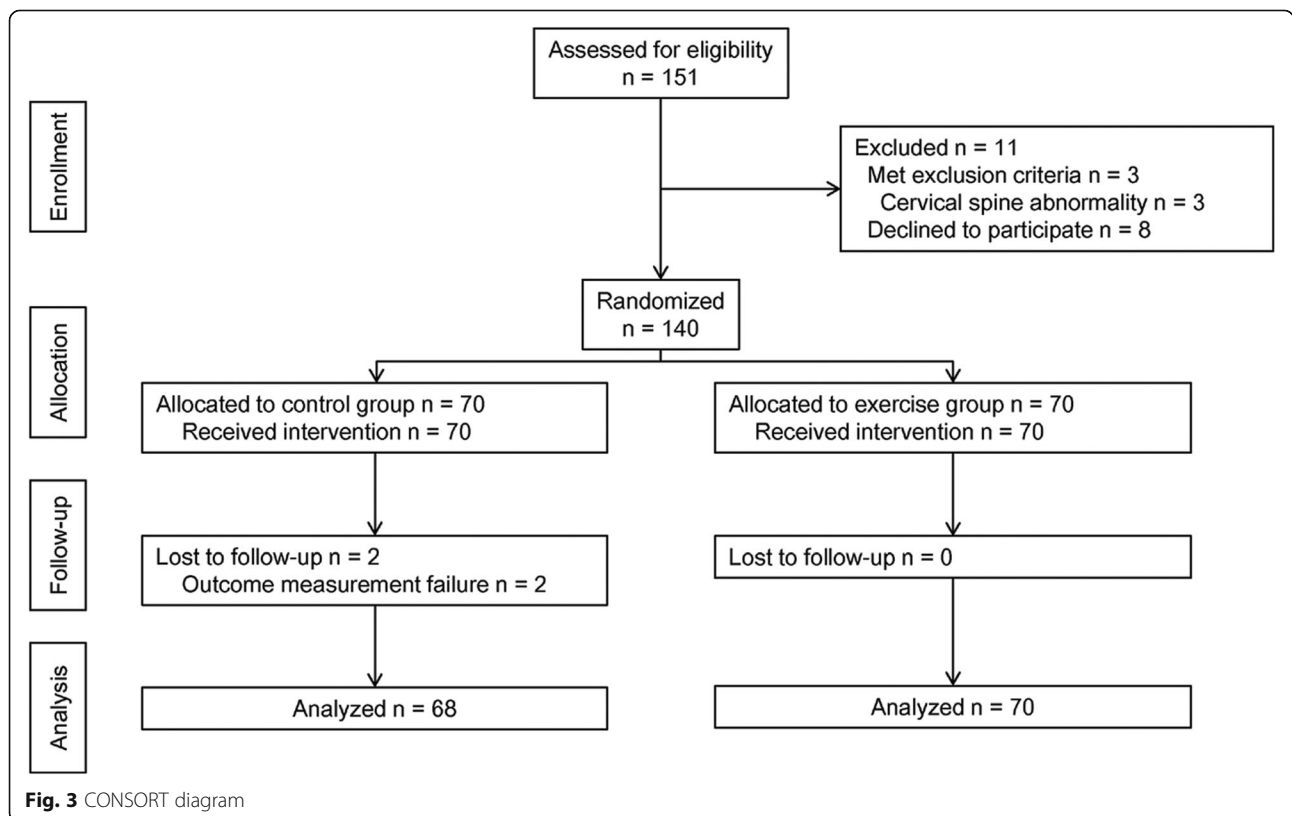 Assessed for eligibility
n = 151
Enrollment
Excluded n = 11
Met exclusion criteria n = 3
Cervical spine abnormality n = 3
Declined to participate n = 8
Randomized
n = 140
Allocation
Allocated to control group n = 70
Received intervention n = 70
Allocated to exercise group n = 70
Received intervention n = 70
Follow-up
Lost to follow-up n = 2
Outcome measurement failure n = 2
Lost to follow-up n = 0
Analysis
Analyzed n = 68
Analyzed n = 70
Fig. 3 CONSORT diagram